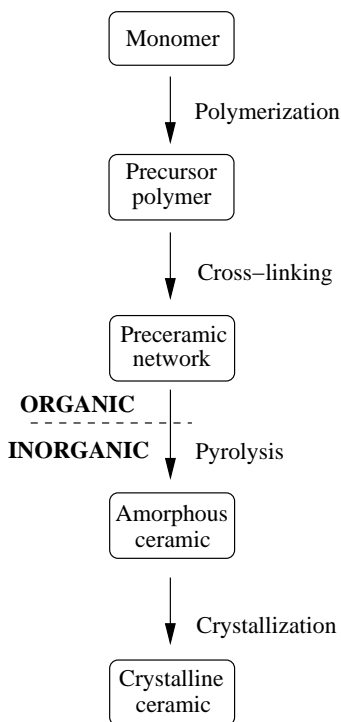 Monomer
Polymerization
Precursor
polymer
Cross−linking
Preceramic
network
ORGANIC
INORGANIC
Pyrolysis
Amorphous
ceramic
Crystallization
Crystalline
ceramic